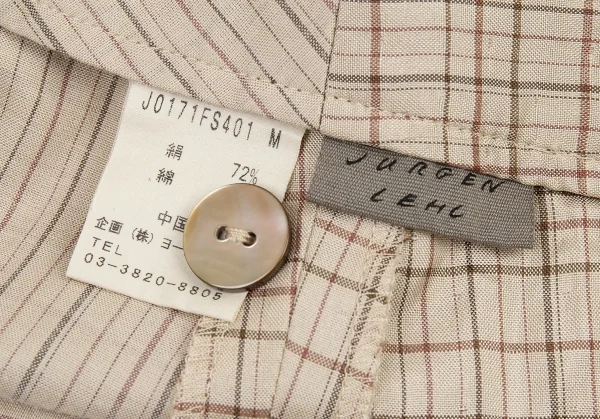 J0171FS401 M
絹
綿 72%
中国
企画 (株) ヨー
TEL
03-3820-8805
JURGEN
LEHL